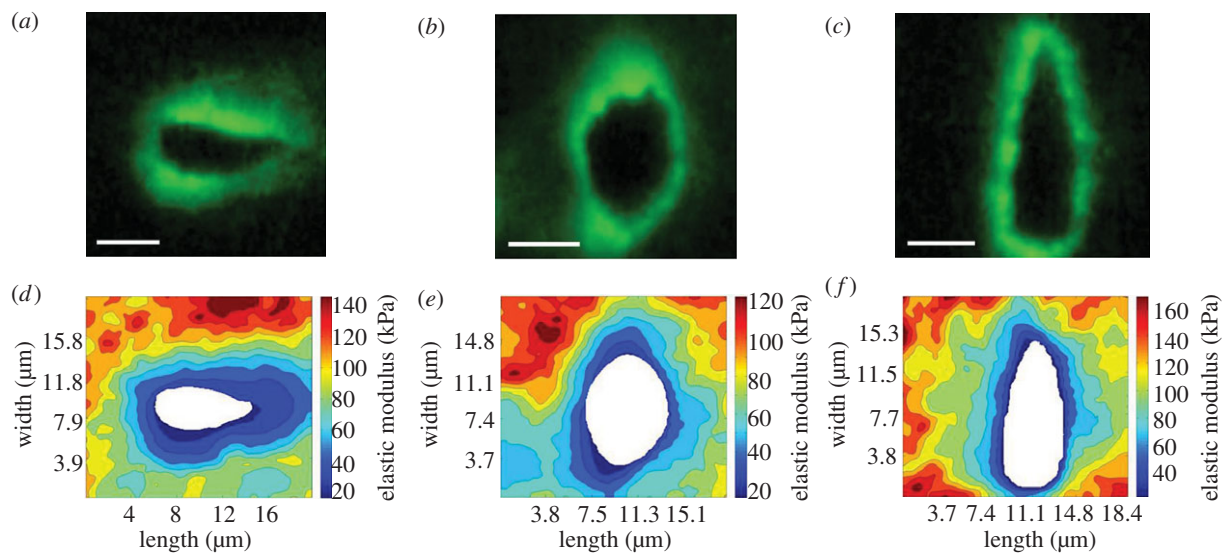 (a)
(b)
(c)
(d)
15.8
11.8
7.9
3.9
width (µm)
4 8 12 16
length (µm)
140
120
100
80
60
40
20
elastic modulus (kPa)
(e)
14.8
11.1
7.4
3.7
width (µm)
3.8 7.5 11.3 15.1
length (µm)
120
100
80
60
40
20
elastic modulus (kPa)
(f)
15.3
11.5
7.7
3.8
width (µm)
3.7 7.4 11.1 14.8 18.4
length (µm)
160
140
120
100
80
60
40
elastic modulus (kPa)